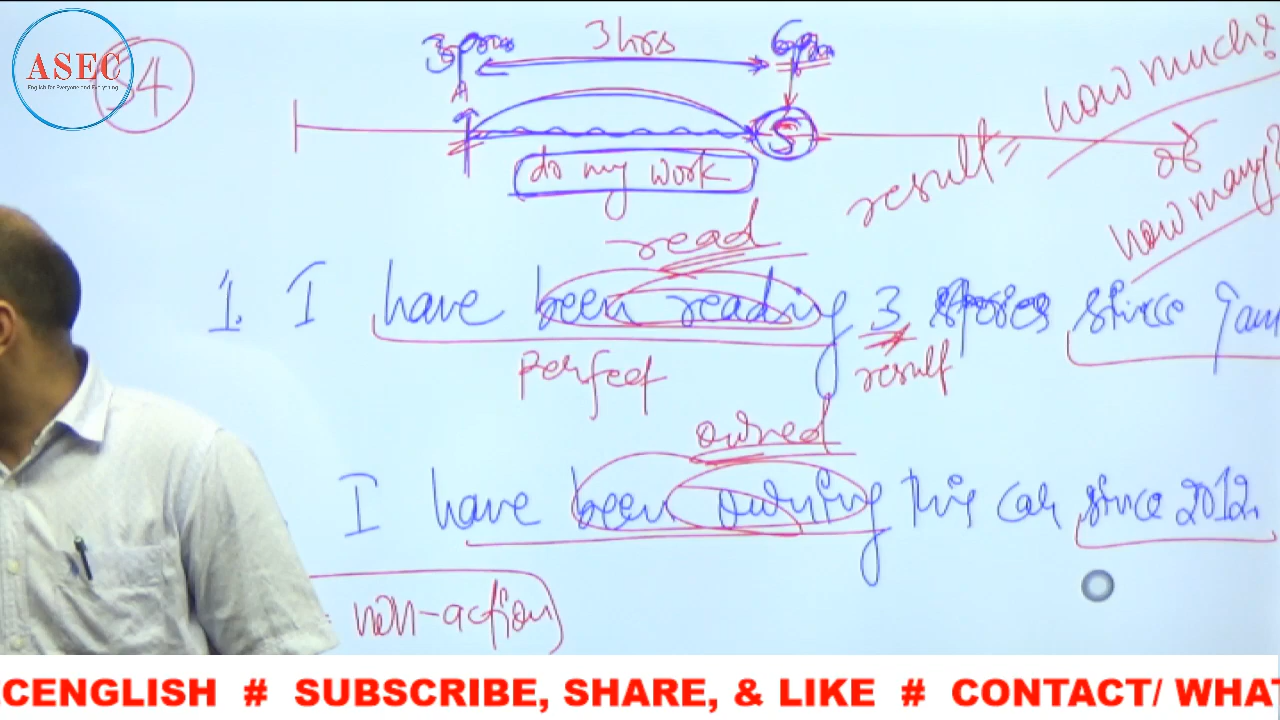 ASEC
English for Everyone and Everything
34
3pm 3hrs 6pm
S
do my work
result = how much?
or
how many?
read
1. I have been reading 3 stories since Janu
Perfect result
owned
I have been owning this car since 2012.
= non-action
CENGLISH # SUBSCRIBE, SHARE, & LIKE # CONTACT/ WHAT